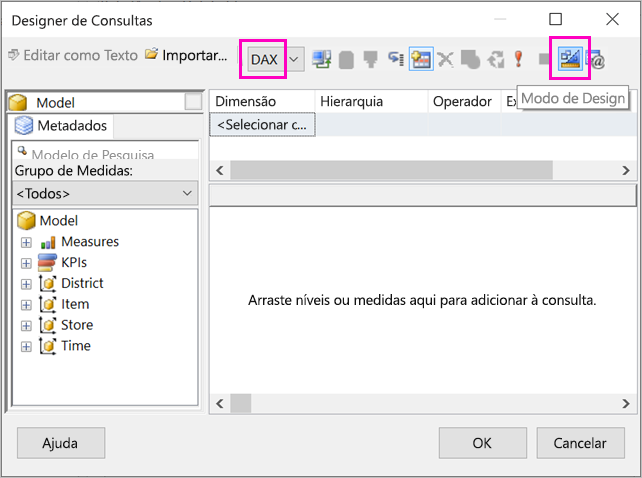 Designer de Consultas
Editar como Texto Importar... DAX
Modo de Design
Model
Metadados
Modelo de Pesquisa
Grupo de Medidas:
<Todos>
Model
Measures
KPIs
District
Item
Store
Time
Dimensão Hierarquia Operador Ex
<Selecionar c...
Arraste níveis ou medidas aqui para adicionar à consulta.
Ajuda OK Cancelar